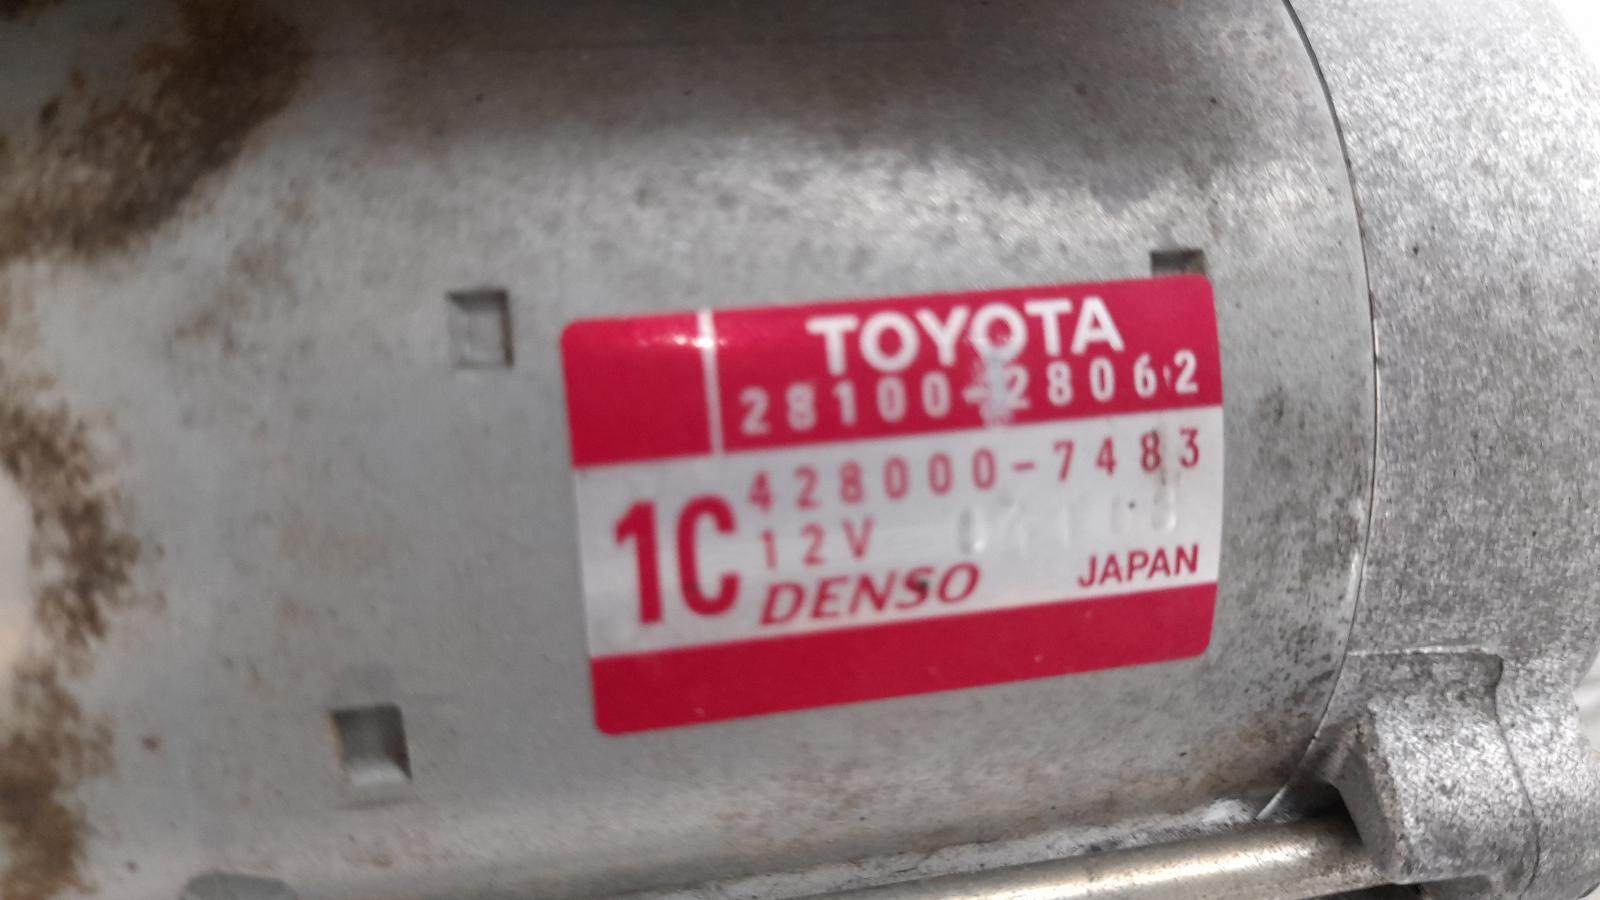 TOYOTA
28100-28062
428000-7483
1C
12V
DENSO
JAPAN